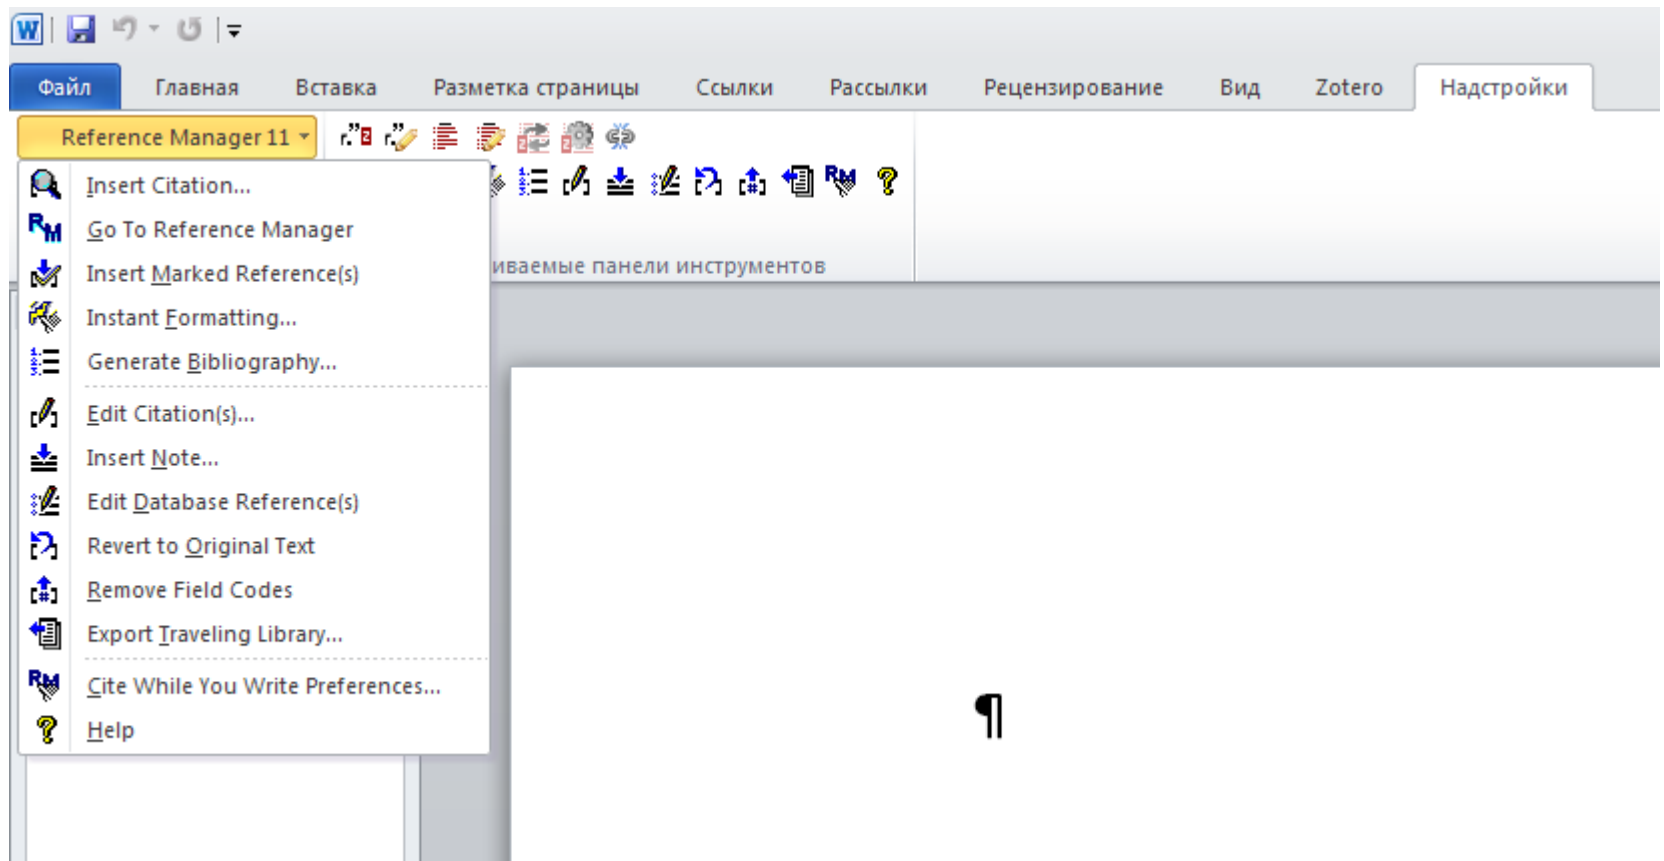 Файл Главная Вставка Разметка страницы Ссылки Рассылки Рецензирование Вид Zotero Надстройки
Reference Manager 11
Insert Citation...
Go To Reference Manager
Insert Marked Reference(s)
иваемые панели инструментов
Instant Formatting...
Generate Bibliography...
Edit Citation(s)...
Insert Note...
Edit Database Reference(s)
Revert to Original Text
Remove Field Codes
Export Traveling Library...
Cite While You Write Preferences...
Help
¶